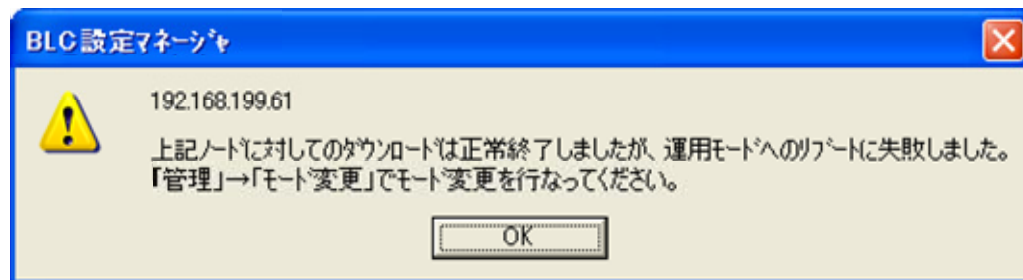 BLC設定ﾏﾈｰｼﾞｬ
192.168.199.61
上記ﾉｰﾄﾞに対してのﾀﾞｳﾝﾛｰﾄﾞは正常終了しましたが、運用ﾓｰﾄﾞへのﾘﾌﾞｰﾄに失敗しました。
｢管理｣→｢ﾓｰﾄﾞ変更｣でﾓｰﾄﾞ変更を行なってください。
OK